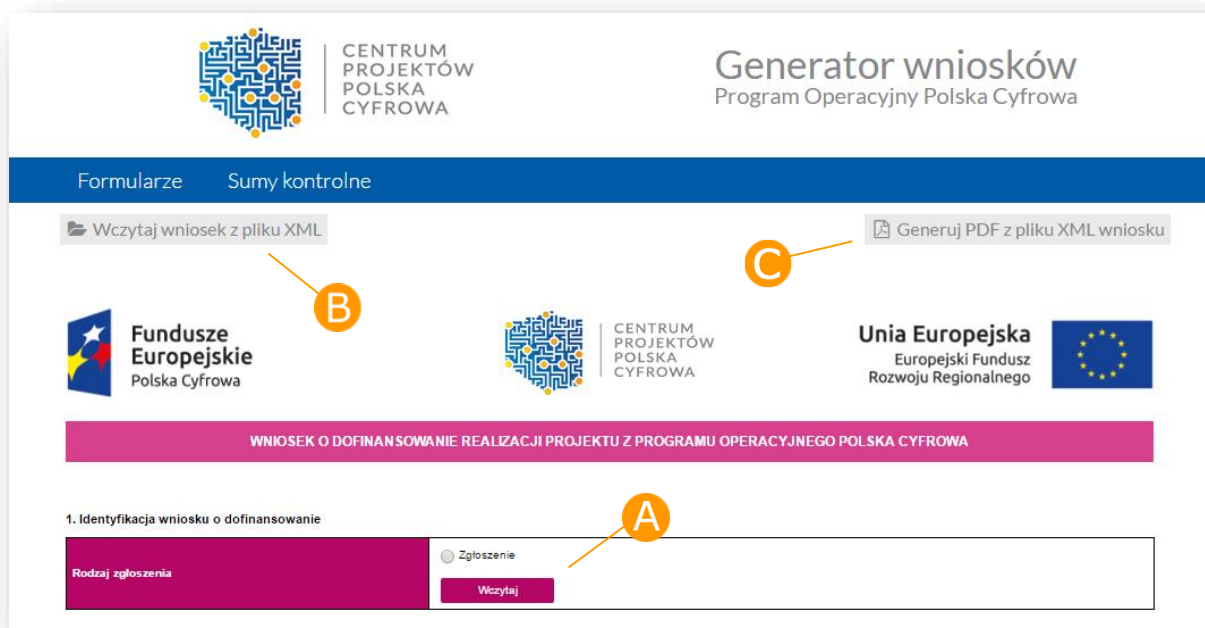 CENTRUM
PROJEKTÓW
POLSKA
CYFROWA
Generator wniosków
Program Operacyjny Polska Cyfrowa
Formularze Sumy kontrolne
Wczytaj wniosek z pliku XML
Generuj PDF z pliku XML wniosku
C
B
Fundusze
Europejskie
Polska Cyfrowa
CENTRUM
PROJEKTÓW
POLSKA
CYFROWA
Unia Europejska
Europejski Fundusz
Rozwoju Regionalnego
WNIOSEK O DOFINANSOWANIE REALIZACJI PROJEKTU Z PROGRAMU OPERACYJNEGO POLSKA CYFROWA
A
1. Identyfikacja wniosku o dofinansowanie
Rodzaj zgłoszenia
Zgłoszenie
Wczytaj